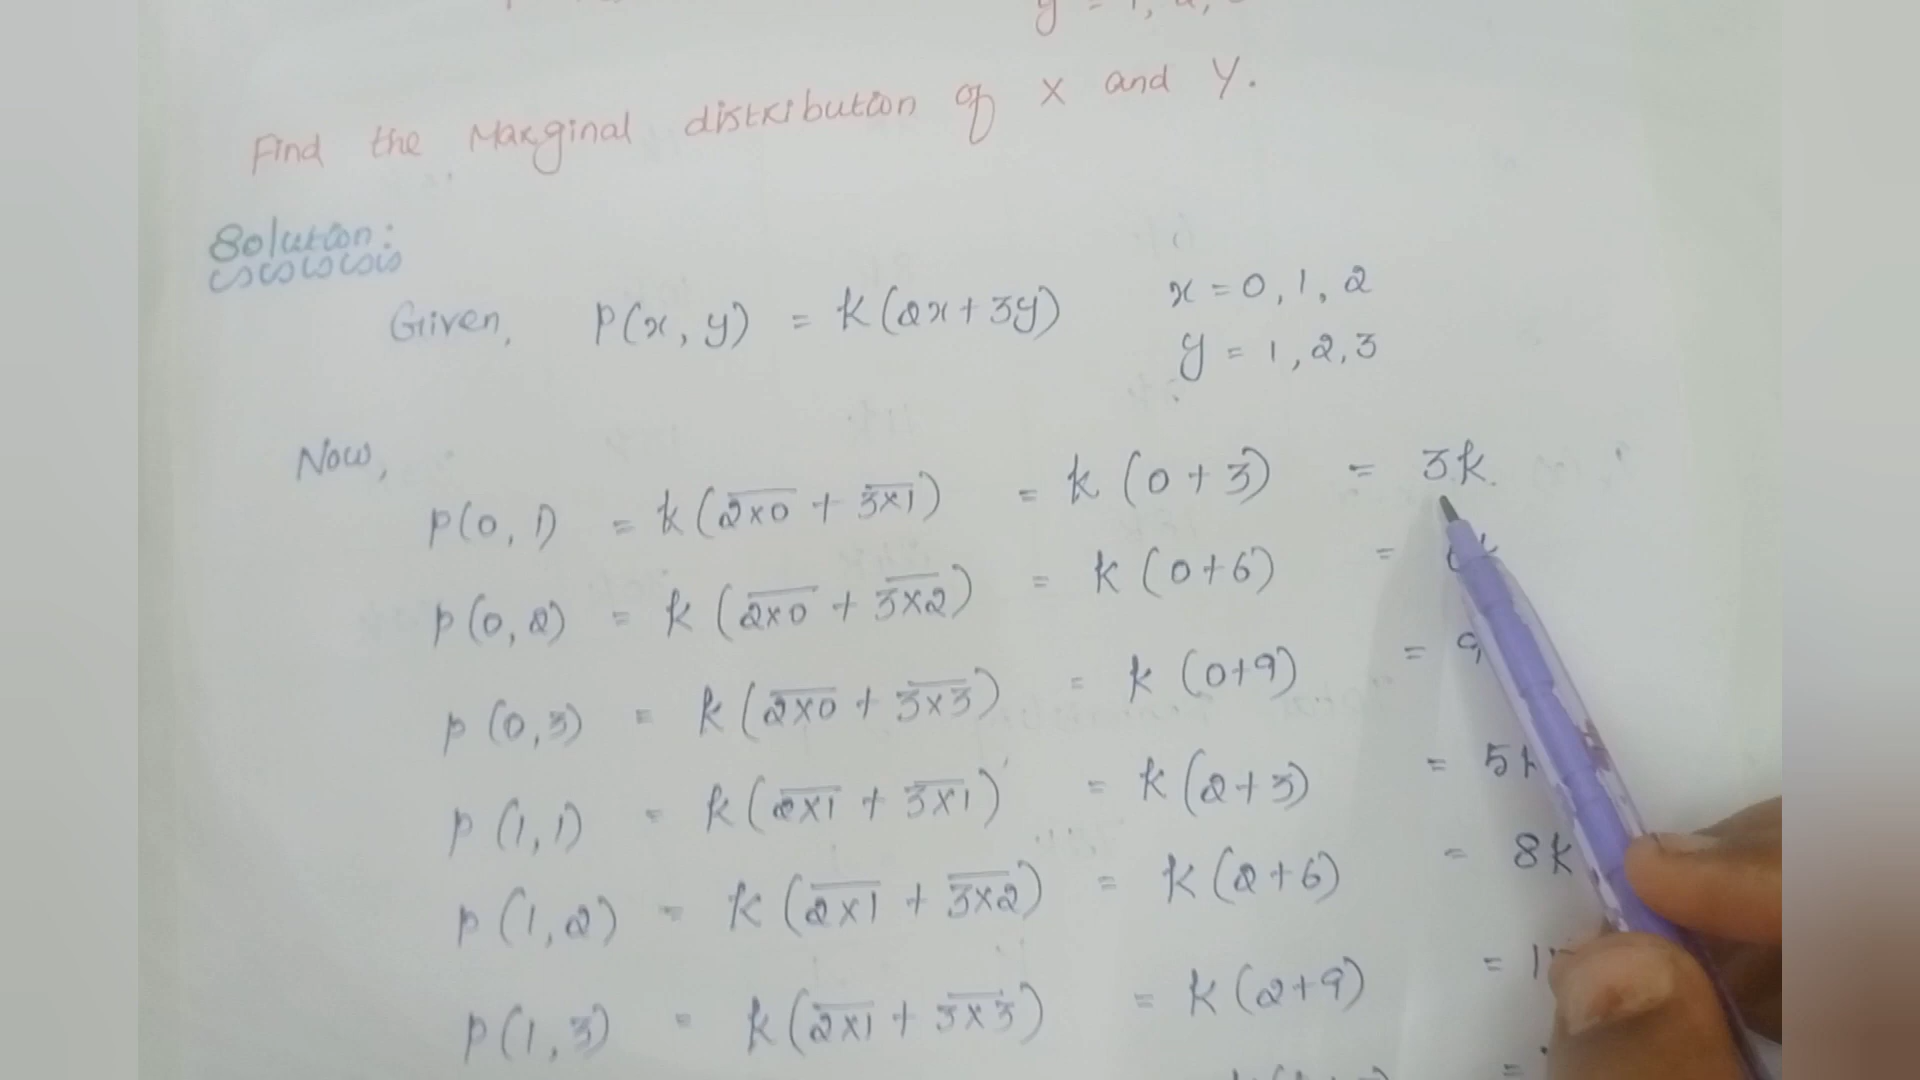 Find the Marginal distribution of X and Y.
Solution:
Given, P(x, y) = k(2x+3y) x = 0, 1, 2
y = 1, 2, 3
Now,
P(0, 1) = k(2×0 + 3×1) = k(0+3) = 3k.
P(0, 2) = k(2×0 + 3×2) = k(0+6) =
P(0, 3) = k(2×0 + 3×3) = k(0+9) = 9
P(1, 1) = k(2×1 + 3×1) = k(2+3) = 5k
P(1, 2) = k(2×1 + 3×2) = k(2+6) = 8k
P(1, 3) = k(2×1 + 3×3) = k(2+9) = 1